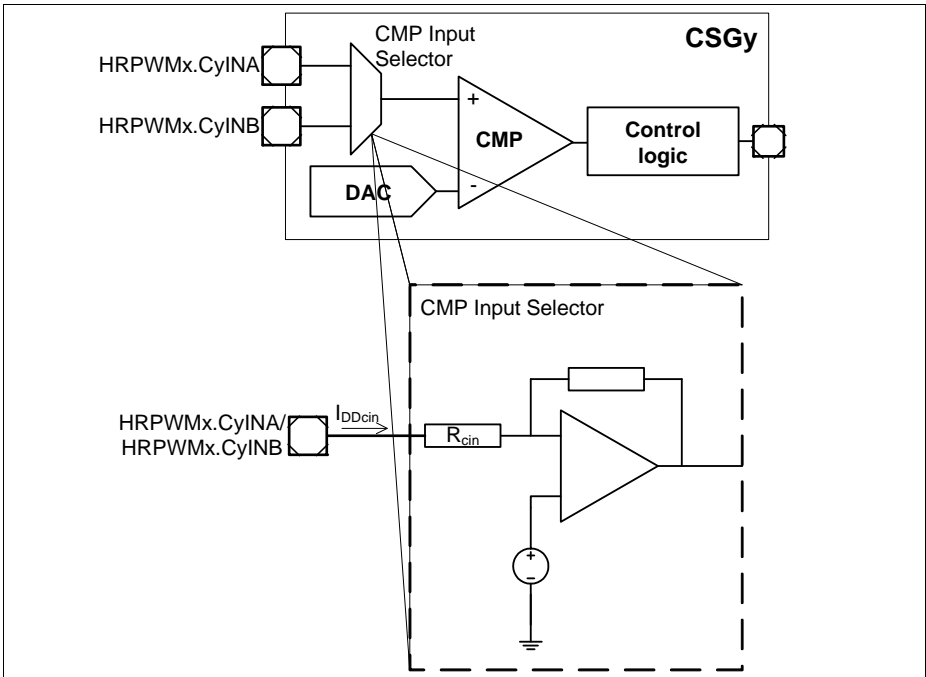 CMP Input
Selector
CSGy
HRPWMx.CyINA
HRPWMx.CyINB
+
CMP
-
Control
logic
DAC
CMP Input Selector
HRPWMx.CyINA/
HRPWMx.CyINB
IDDcin
Rcin
+
−